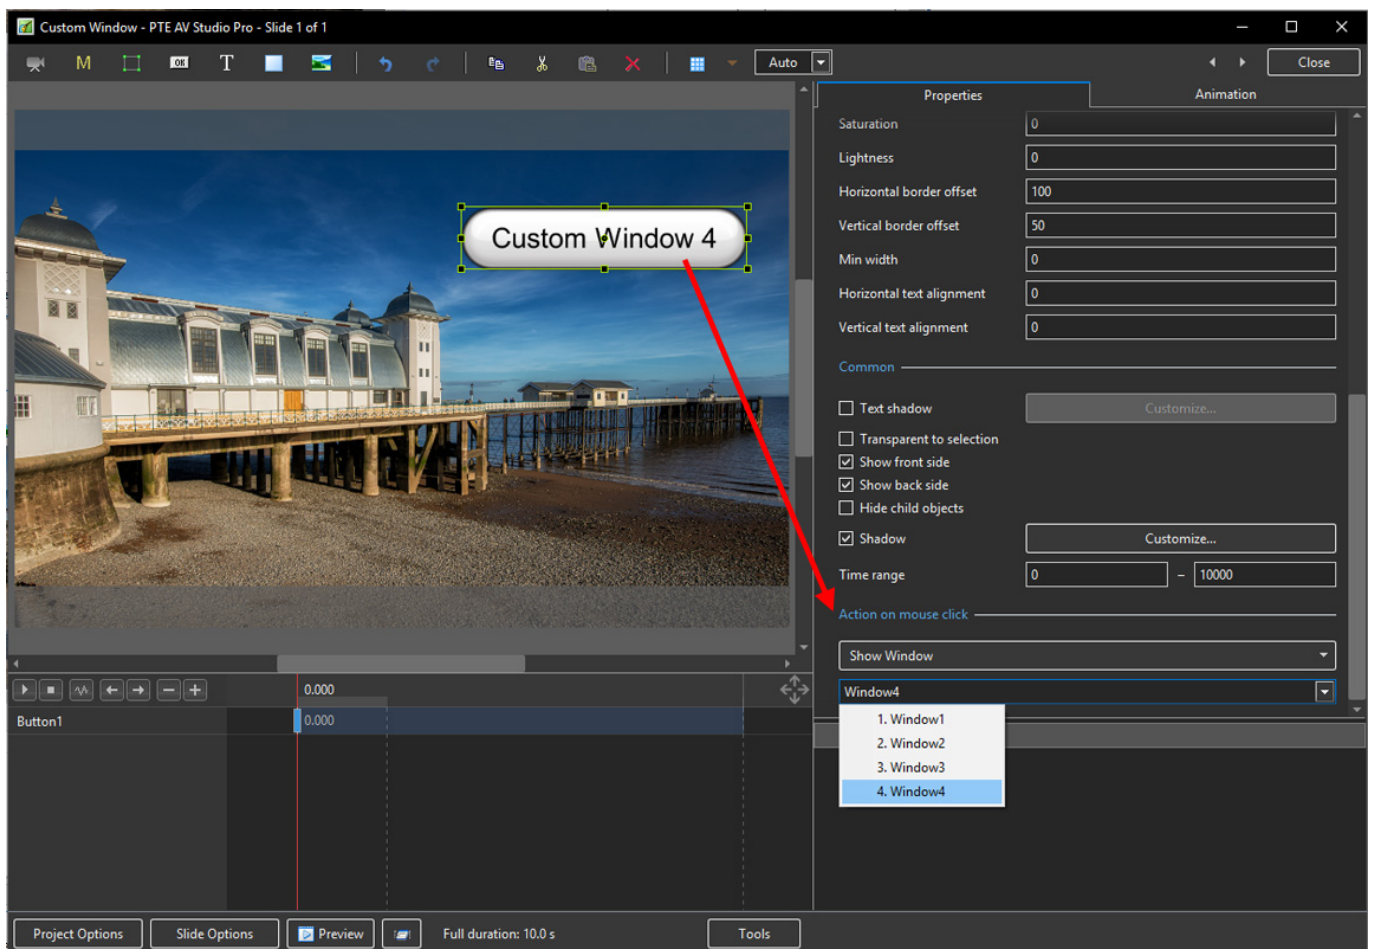 Custom Window - PTE AV Studio Pro - Slide 1 of 1
M OK T Auto Close
Properties Animation
Saturation 0
Lightness 0
Horizontal border offset 100
Vertical border offset 50
Min width 0
Horizontal text alignment 0
Vertical text alignment 0
Common
Text shadow Customize...
Transparent to selection
Show front side
Show back side
Hide child objects
Shadow Customize...
Time range 0 – 10000
Action on mouse click
Show Window
Window4
1. Window1
2. Window2
3. Window3
4. Window4
Custom Window 4
0.000
Button1 0.000
Project Options Slide Options Preview Full duration: 10.0 s Tools